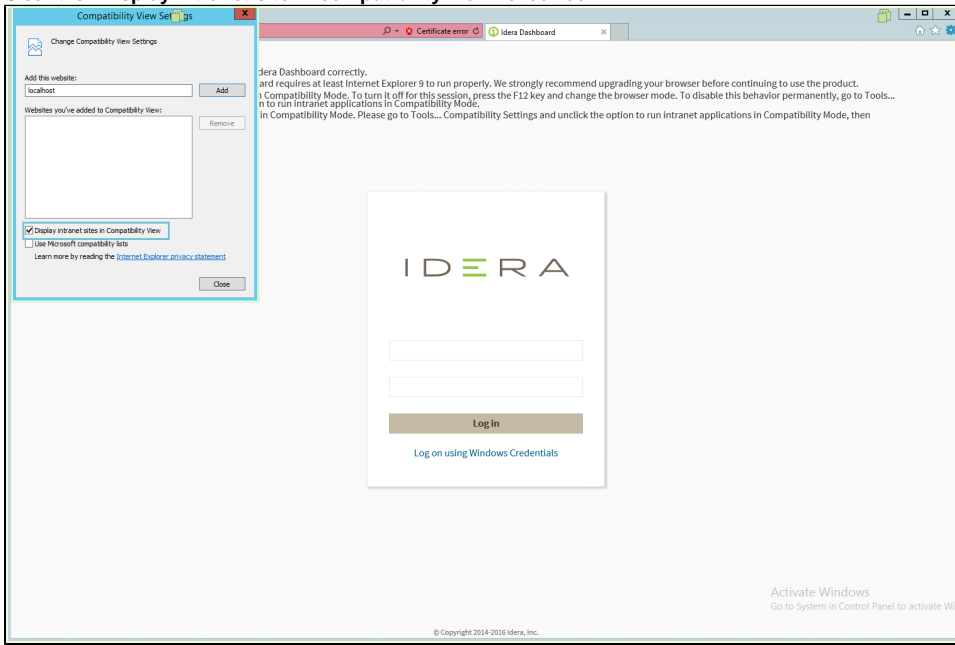 Compatibility View Settings
X
Change Compatibility View Settings
Add this website:
localhost
Add
Websites you've added to Compatibility View:
Remove
Display intranet sites in Compatibility View
Use Microsoft compatibility lists
Learn more by reading the Internet Explorer privacy statement
Close
Certificate error
Idera Dashboard
dera Dashboard correctly.
ard requires at least Internet Explorer 9 to run properly. We strongly recommend upgrading your browser before continuing to use the product.
Compatibility Mode. To turn it off for this session, press the F12 key and change the browser mode. To disable this behavior permanently, go to Tools...
n to run intranet applications in Compatibility Mode.
in Compatibility Mode. Please go to Tools... Compatibility Settings and unclick the option to run intranet applications in Compatibility Mode, then
IDERA
Log in
Log on using Windows Credentials
Activate Windows
Go to System in Control Panel to activate Wi
© Copyright 2014-2016 Idera, Inc.